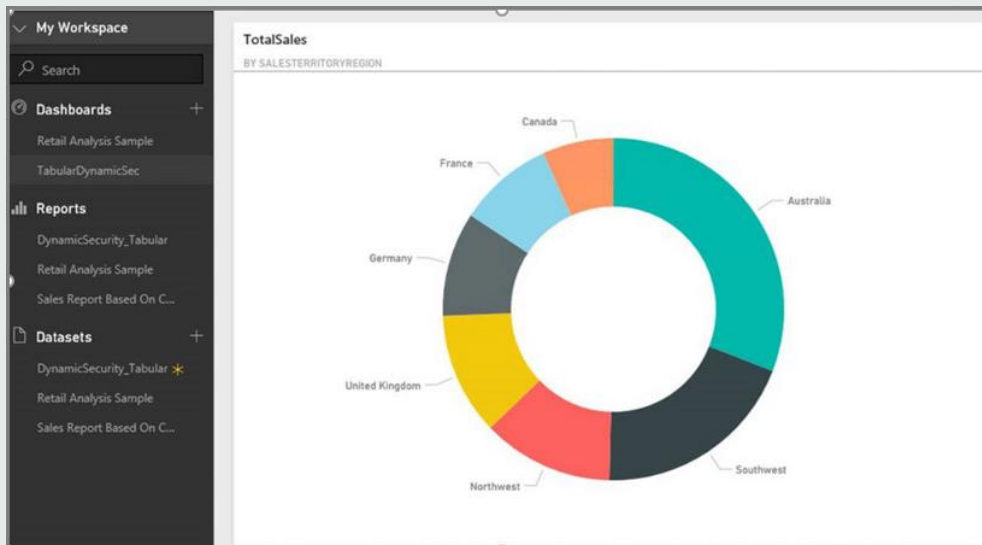 My Workspace
Search
Dashboards
Retail Analysis Sample
TabularDynamicSec
Reports
DynamicSecurity_Tabular
Retail Analysis Sample
Sales Report Based On C...
Datasets
DynamicSecurity_Tabular
Retail Analysis Sample
Sales Report Based On C...
TotalSales
BY SALESTERRITORYREGION
Canada
France
Australia
Germany
United Kingdom
Southwest
Northwest